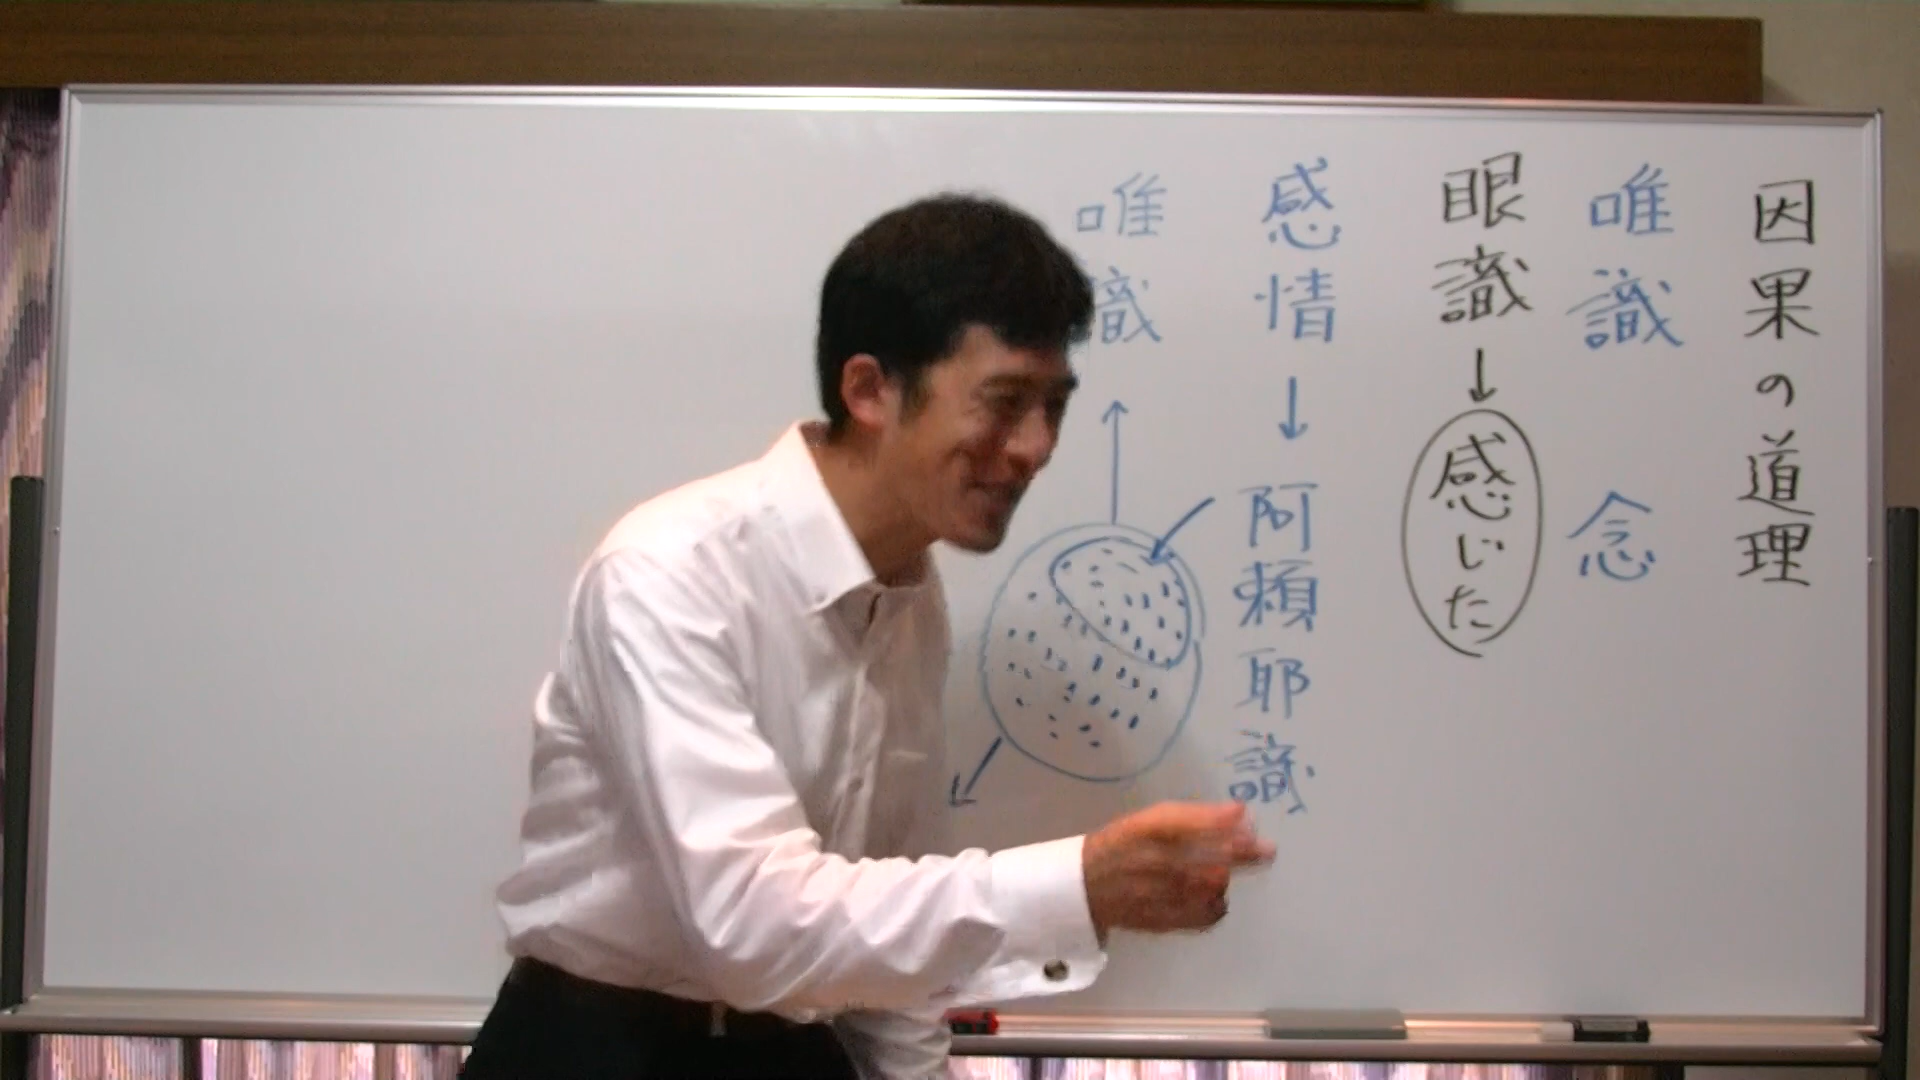 因果の道理
唯識 念
眼識↓感じた
感情↓阿頼耶識
唯識